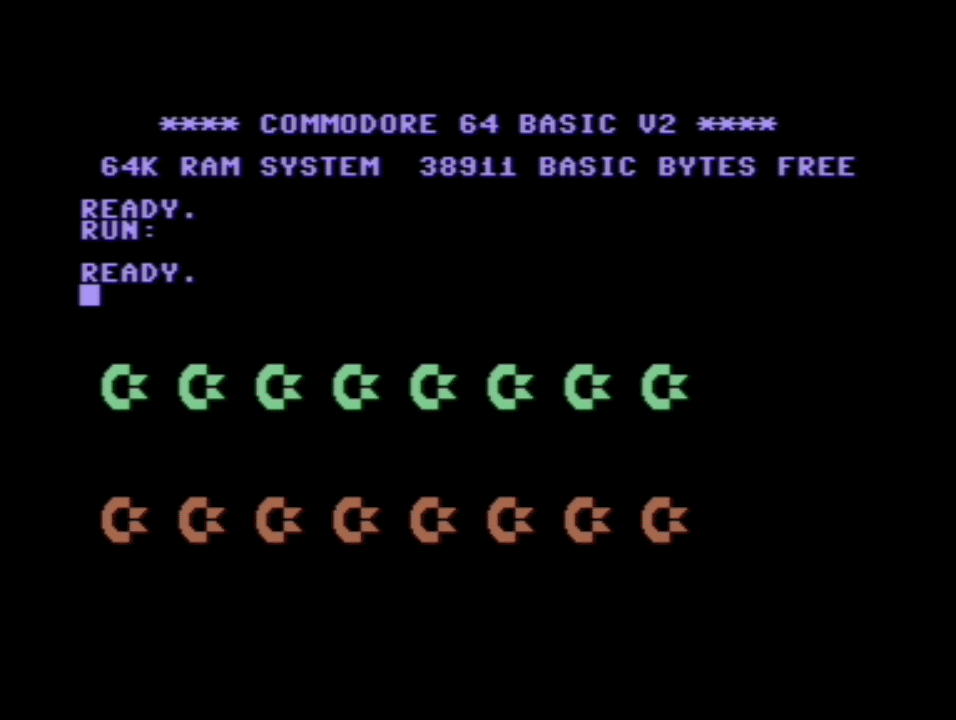 **** COMMODORE 64 BASIC V2 ****
64K RAM SYSTEM  38911 BASIC BYTES FREE
READY.
RUN:
READY.